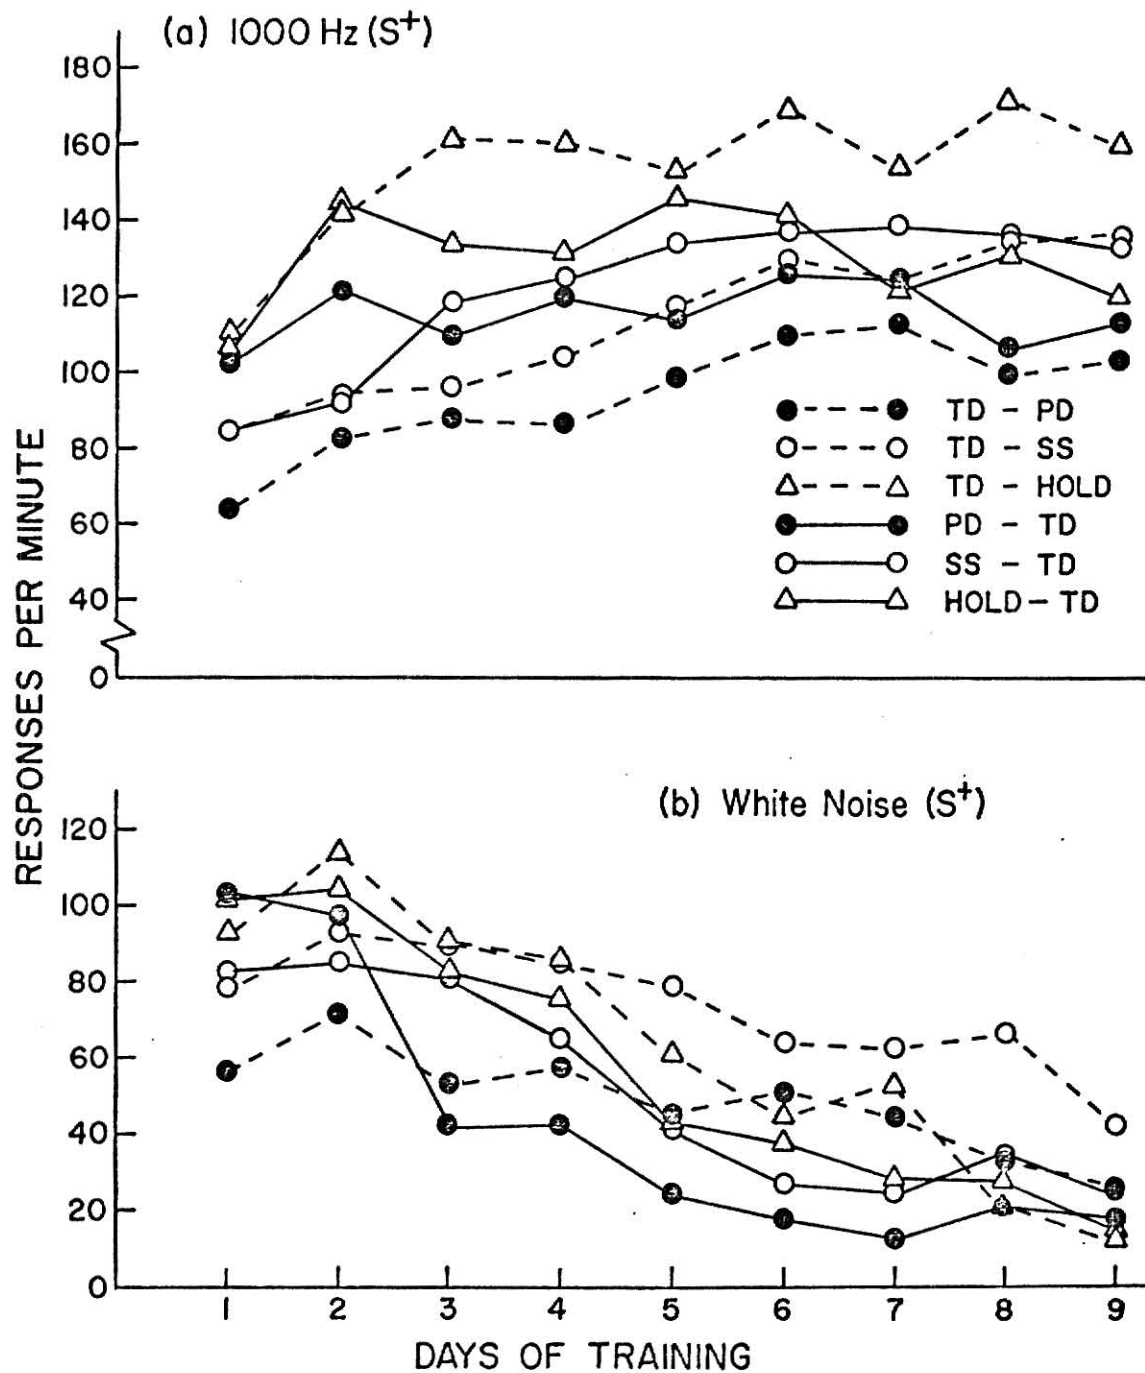 (a) 1000 Hz (S+)
180
160
140
120
100
80
60
40
0
TD - PD
TD - SS
TD - HOLD
PD - TD
SS - TD
HOLD - TD
RESPONSES PER MINUTE
(b) White Noise (S+)
120
100
80
60
40
20
0
1 2 3 4 5 6 7 8 9
DAYS OF TRAINING